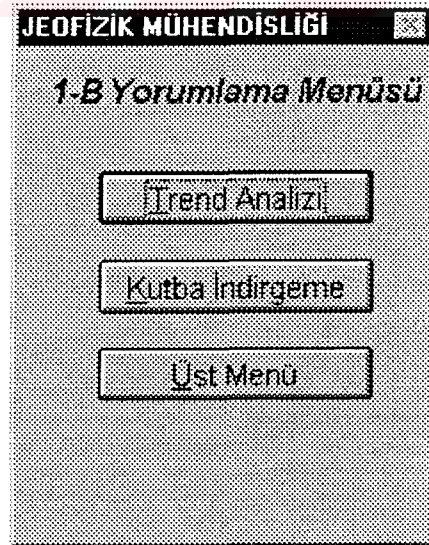 JEOFİZİK MÜHENDİSLİĞİ
1-B Yorumlama Menüsü
Trend Analizi
Kutba İndirgeme
Üst Menü